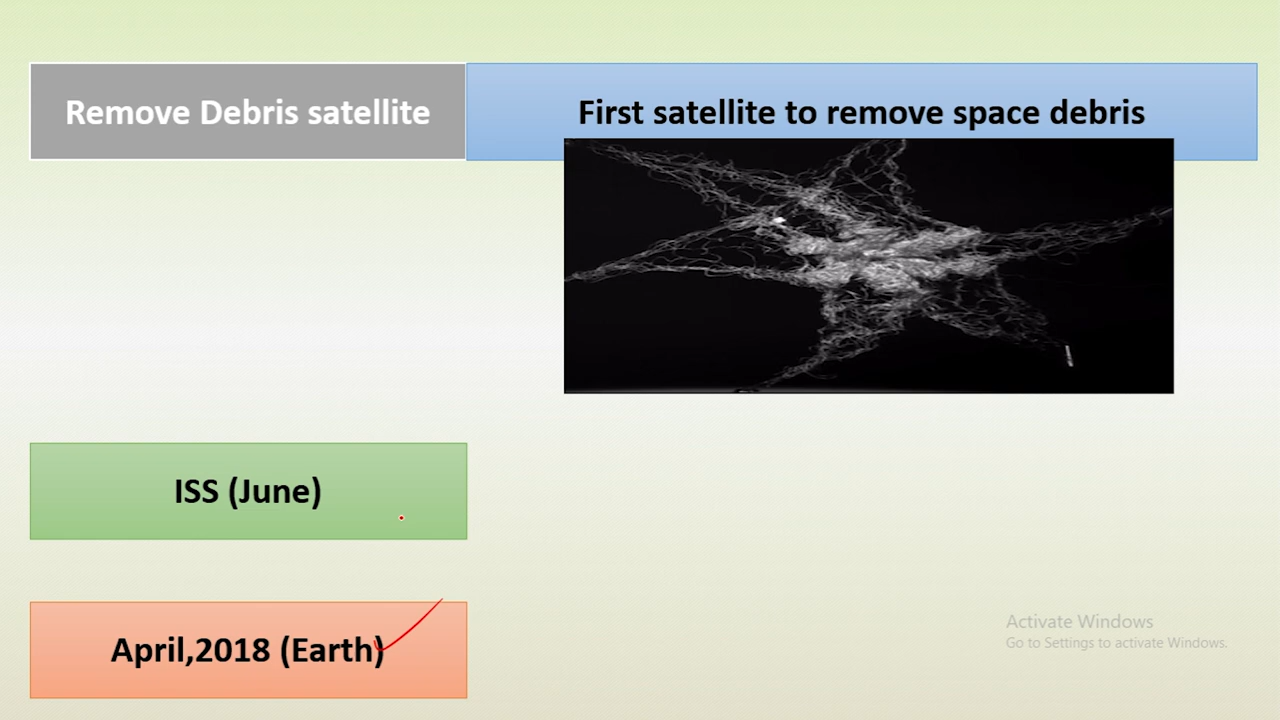 Remove Debris satellite
First satellite to remove space debris
ISS (June)
April,2018 (Earth)
Activate Windows
Go to Settings to activate Windows.